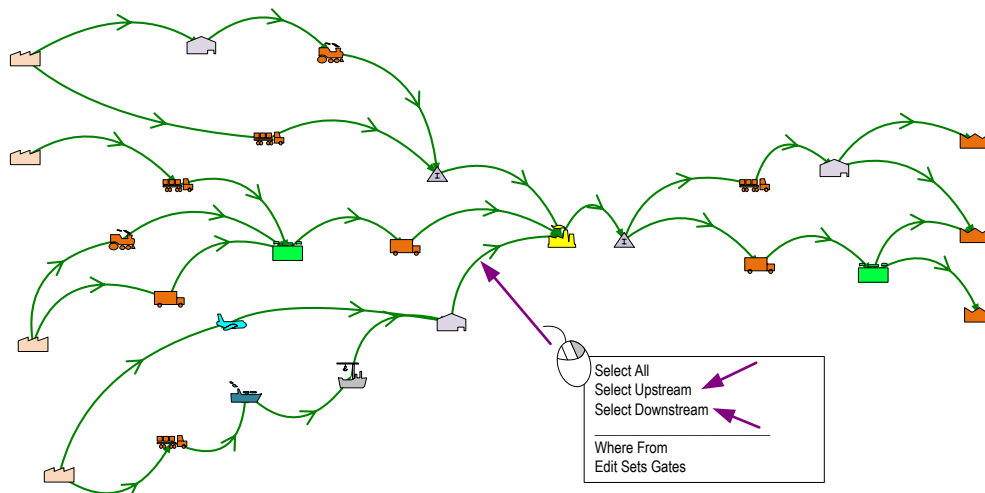 I
I
Select All
Select Upstream
Select Downstream
Where From
Edit Sets Gates